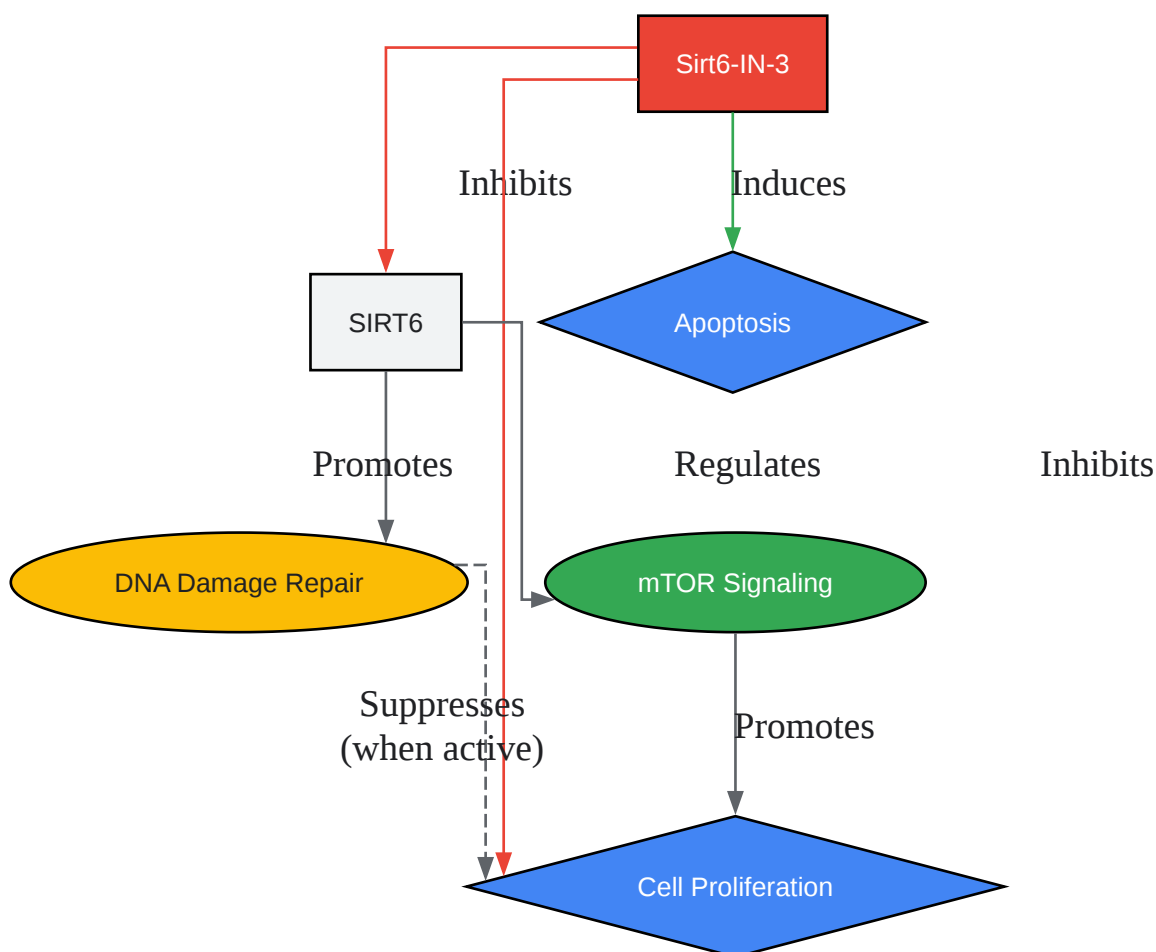 Sirt6-IN-3
Inhibits
Induces
SIRT6
Apoptosis
Promotes
Regulates
Inhibits
DNA Damage Repair
mTOR Signaling
Suppresses
(when active)
Promotes
Cell Proliferation